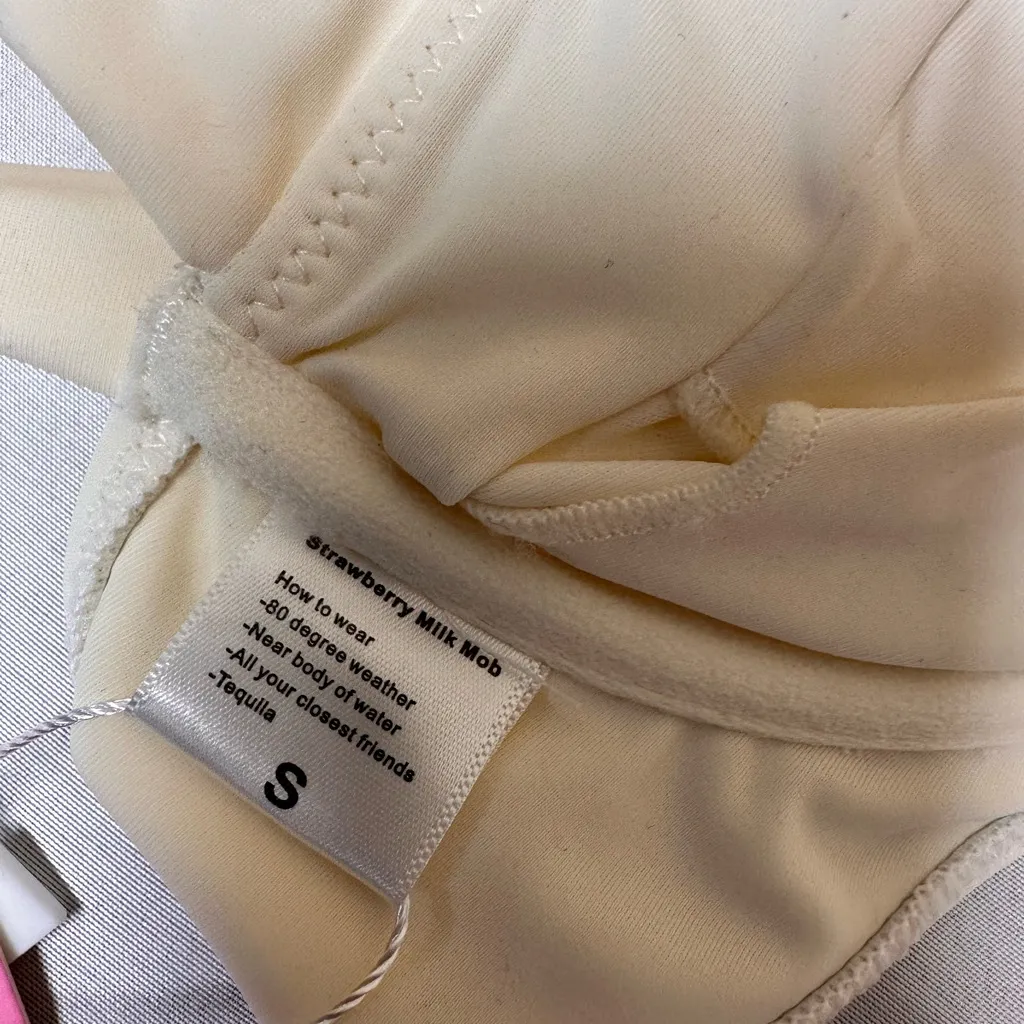 Strawberry Milk Mob
How to wear
-80 degree weather
-Near body of water
-All your closest friends
-Tequila
S